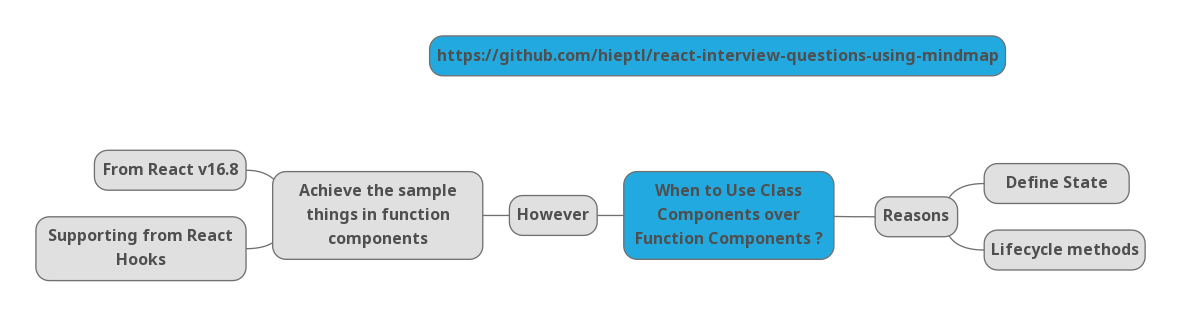 https://github.com/hieptl/react-interview-questions-using-mindmap
From React v16.8
Supporting from React
Hooks
Achieve the sample
things in function
components
However
When to Use Class
Components over
Function Components ?
Reasons
Define State
Lifecycle methods